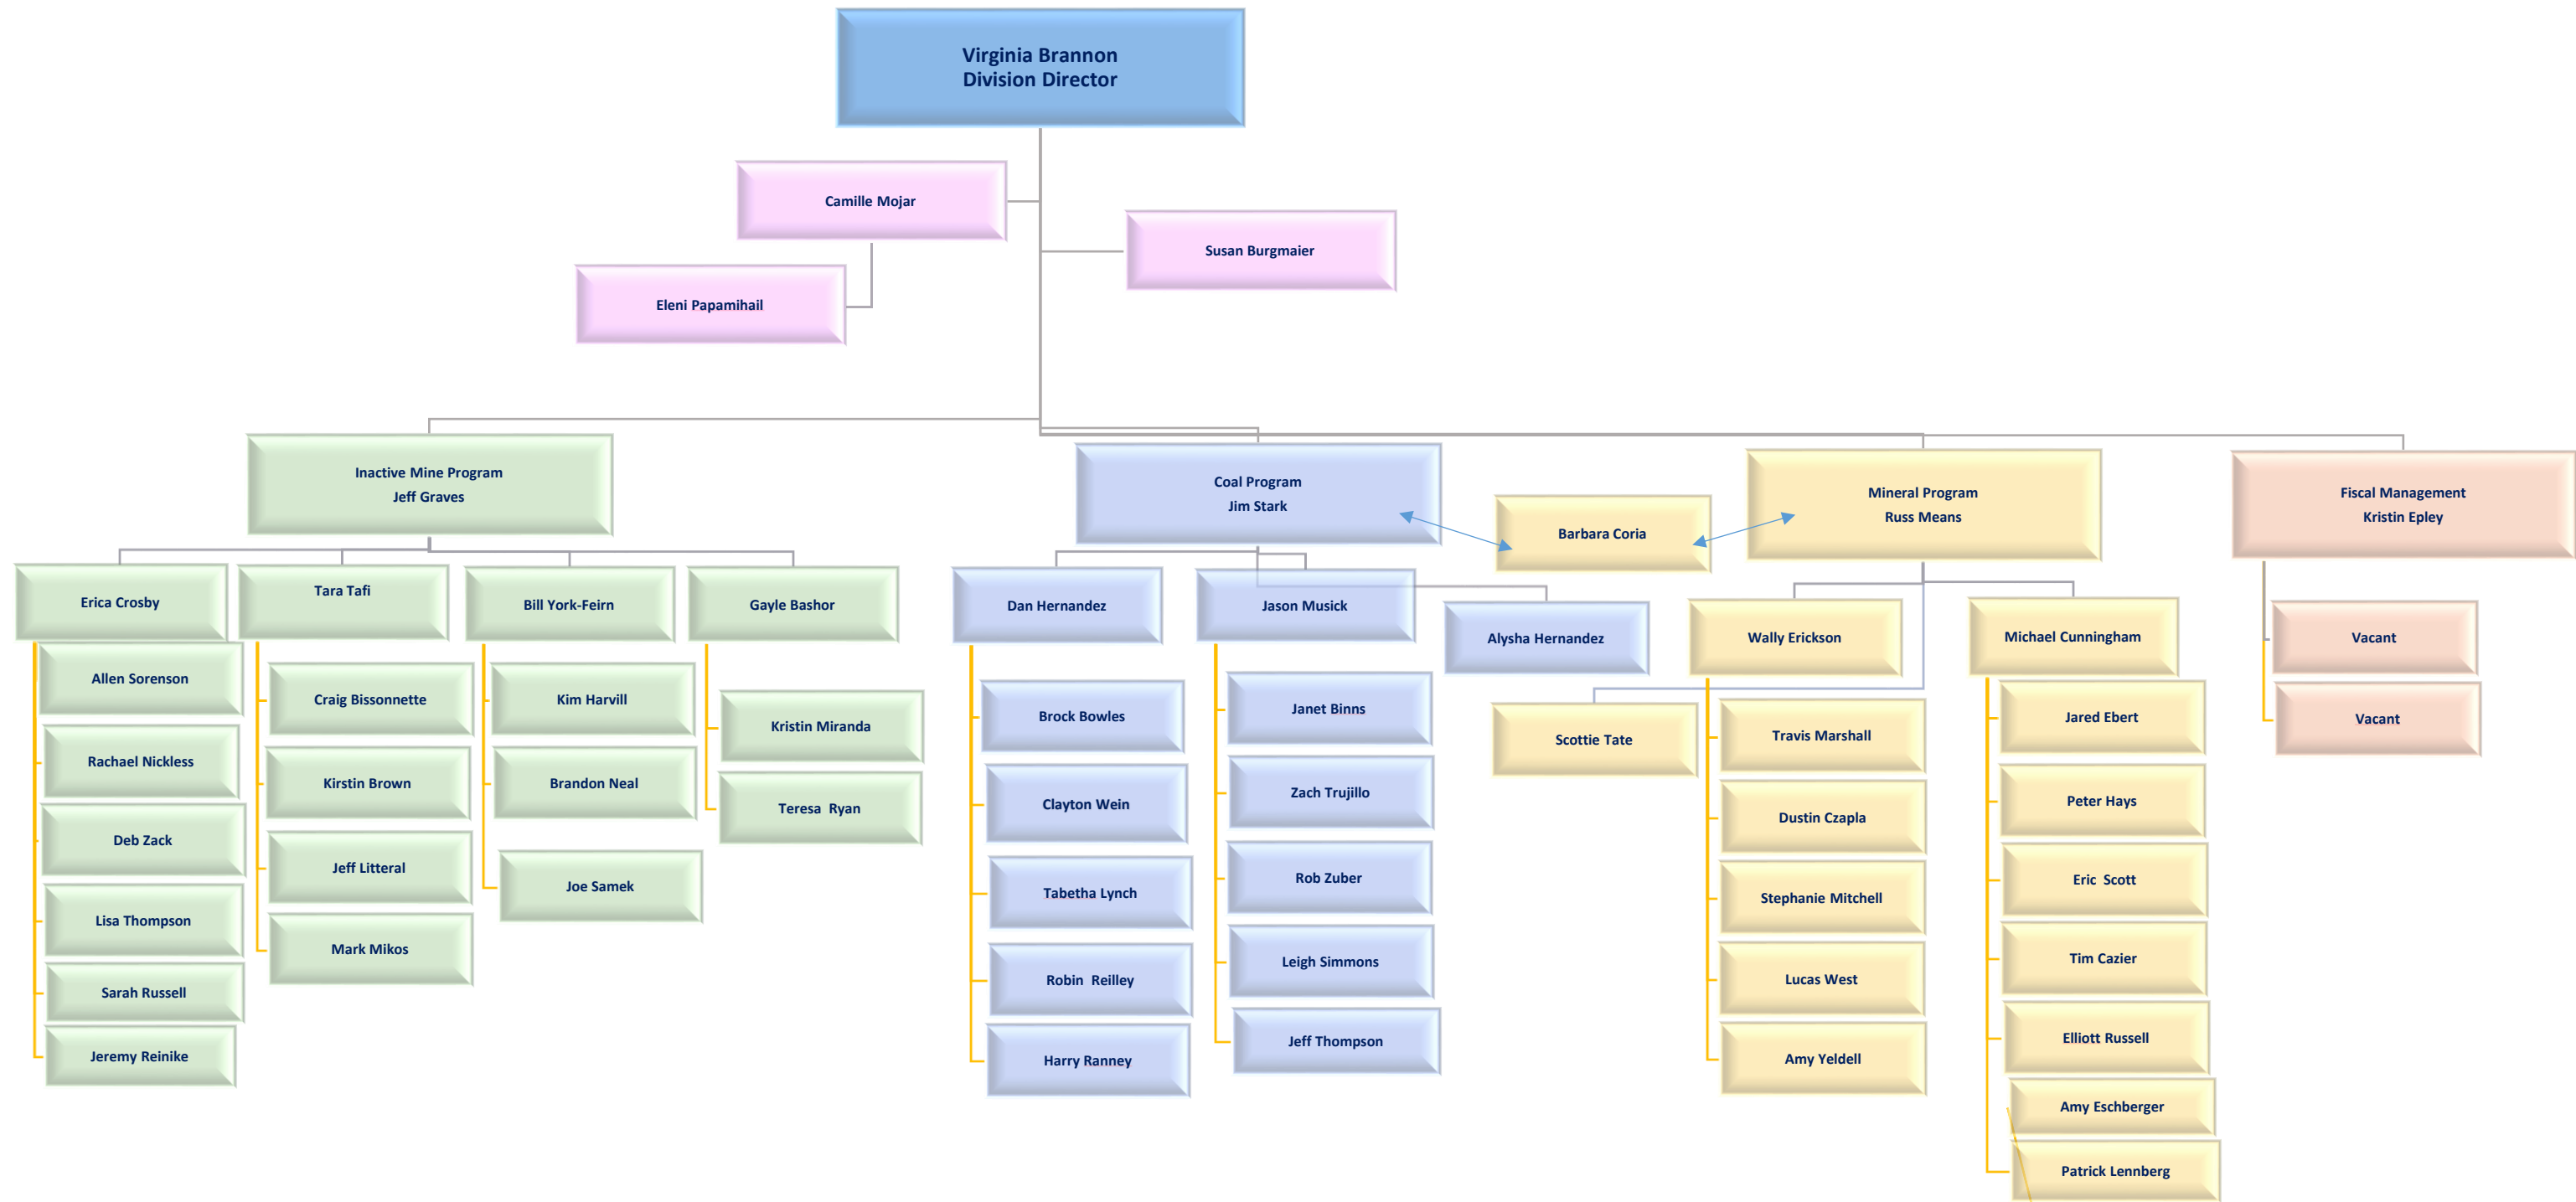 Virginia Brannon
Division Director
Camille Mojar
Susan Burgmaier
Eleni Papamihail
Inactive Mine Program
Jeff Graves
Coal Program
Jim Stark
Barbara Coria
Mineral Program
Russ Means
Fiscal Management
Kristin Epley
Erica Crosby
Allen Sorenson
Rachael Nickless
Deb Zack
Lisa Thompson
Sarah Russell
Jeremy Reinike
Tara Tafi
Craig Bissonnette
Kirstin Brown
Jeff Litteral
Mark Mikos
Bill York-Feirn
Kim Harvill
Brandon Neal
Joe Samek
Gayle Bashor
Kristin Miranda
Teresa  Ryan
Dan Hernandez
Brock Bowles
Clayton Wein
Tabetha Lynch
Robin  Reilley
Harry Ranney
Jason Musick
Janet Binns
Zach Trujillo
Rob Zuber
Leigh Simmons
Jeff Thompson
Alysha Hernandez
Scottie Tate
Wally Erickson
Travis Marshall
Dustin Czapla
Stephanie Mitchell
Lucas West
Amy Yeldell
Michael Cunningham
Jared Ebert
Peter Hays
Eric  Scott
Tim Cazier
Elliott Russell
Amy Eschberger
Patrick Lennberg
Vacant
Vacant